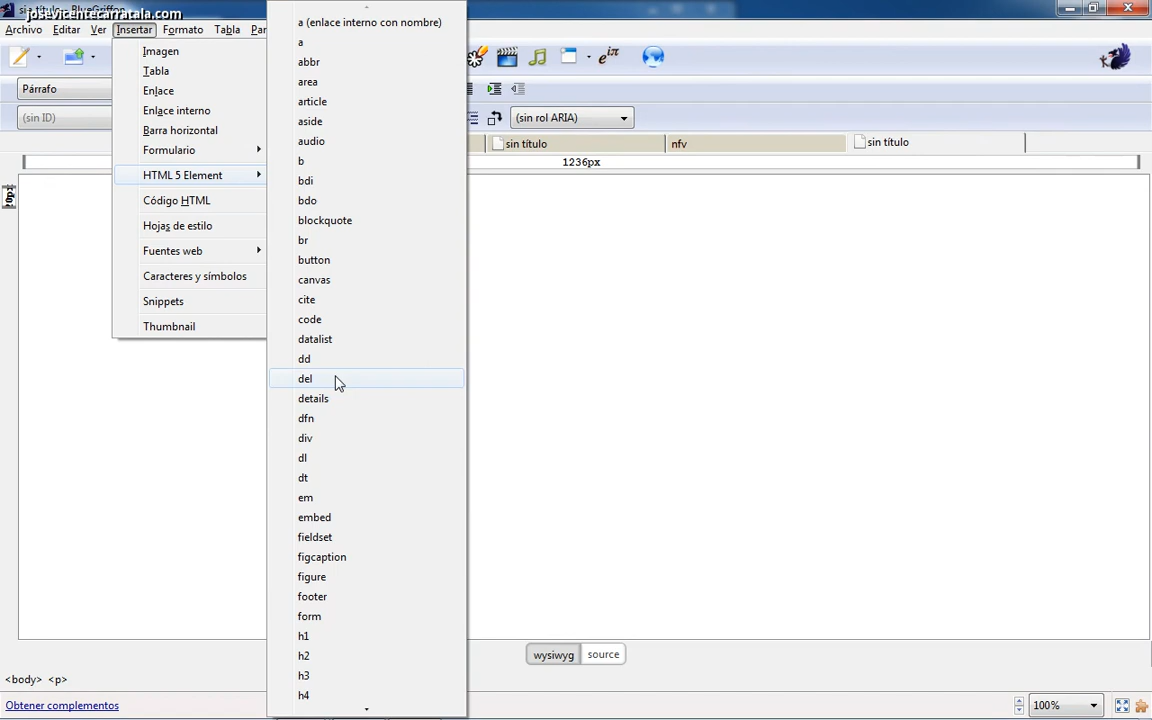 sin título - BlueGriffon
josevicentecarratala.com
Archivo Editar Ver Insertar Formato Tabla
Párrafo
(sin ID)
(sin rol ARIA)
sin título
nfv
sin título
1236px
Imagen
Tabla
Enlace
Enlace interno
Barra horizontal
Formulario
HTML 5 Element
Código HTML
Hojas de estilo
Fuentes web
Caracteres y símbolos
Snippets
Thumbnail
a (enlace interno con nombre)
a
abbr
area
article
aside
audio
b
bdi
bdo
blockquote
br
button
canvas
cite
code
datalist
dd
del
details
dfn
div
dl
dt
em
embed
fieldset
figcaption
figure
footer
form
h1
h2
h3
h4
wysiwyg source
<body> <p>
Obtener complementos
100%